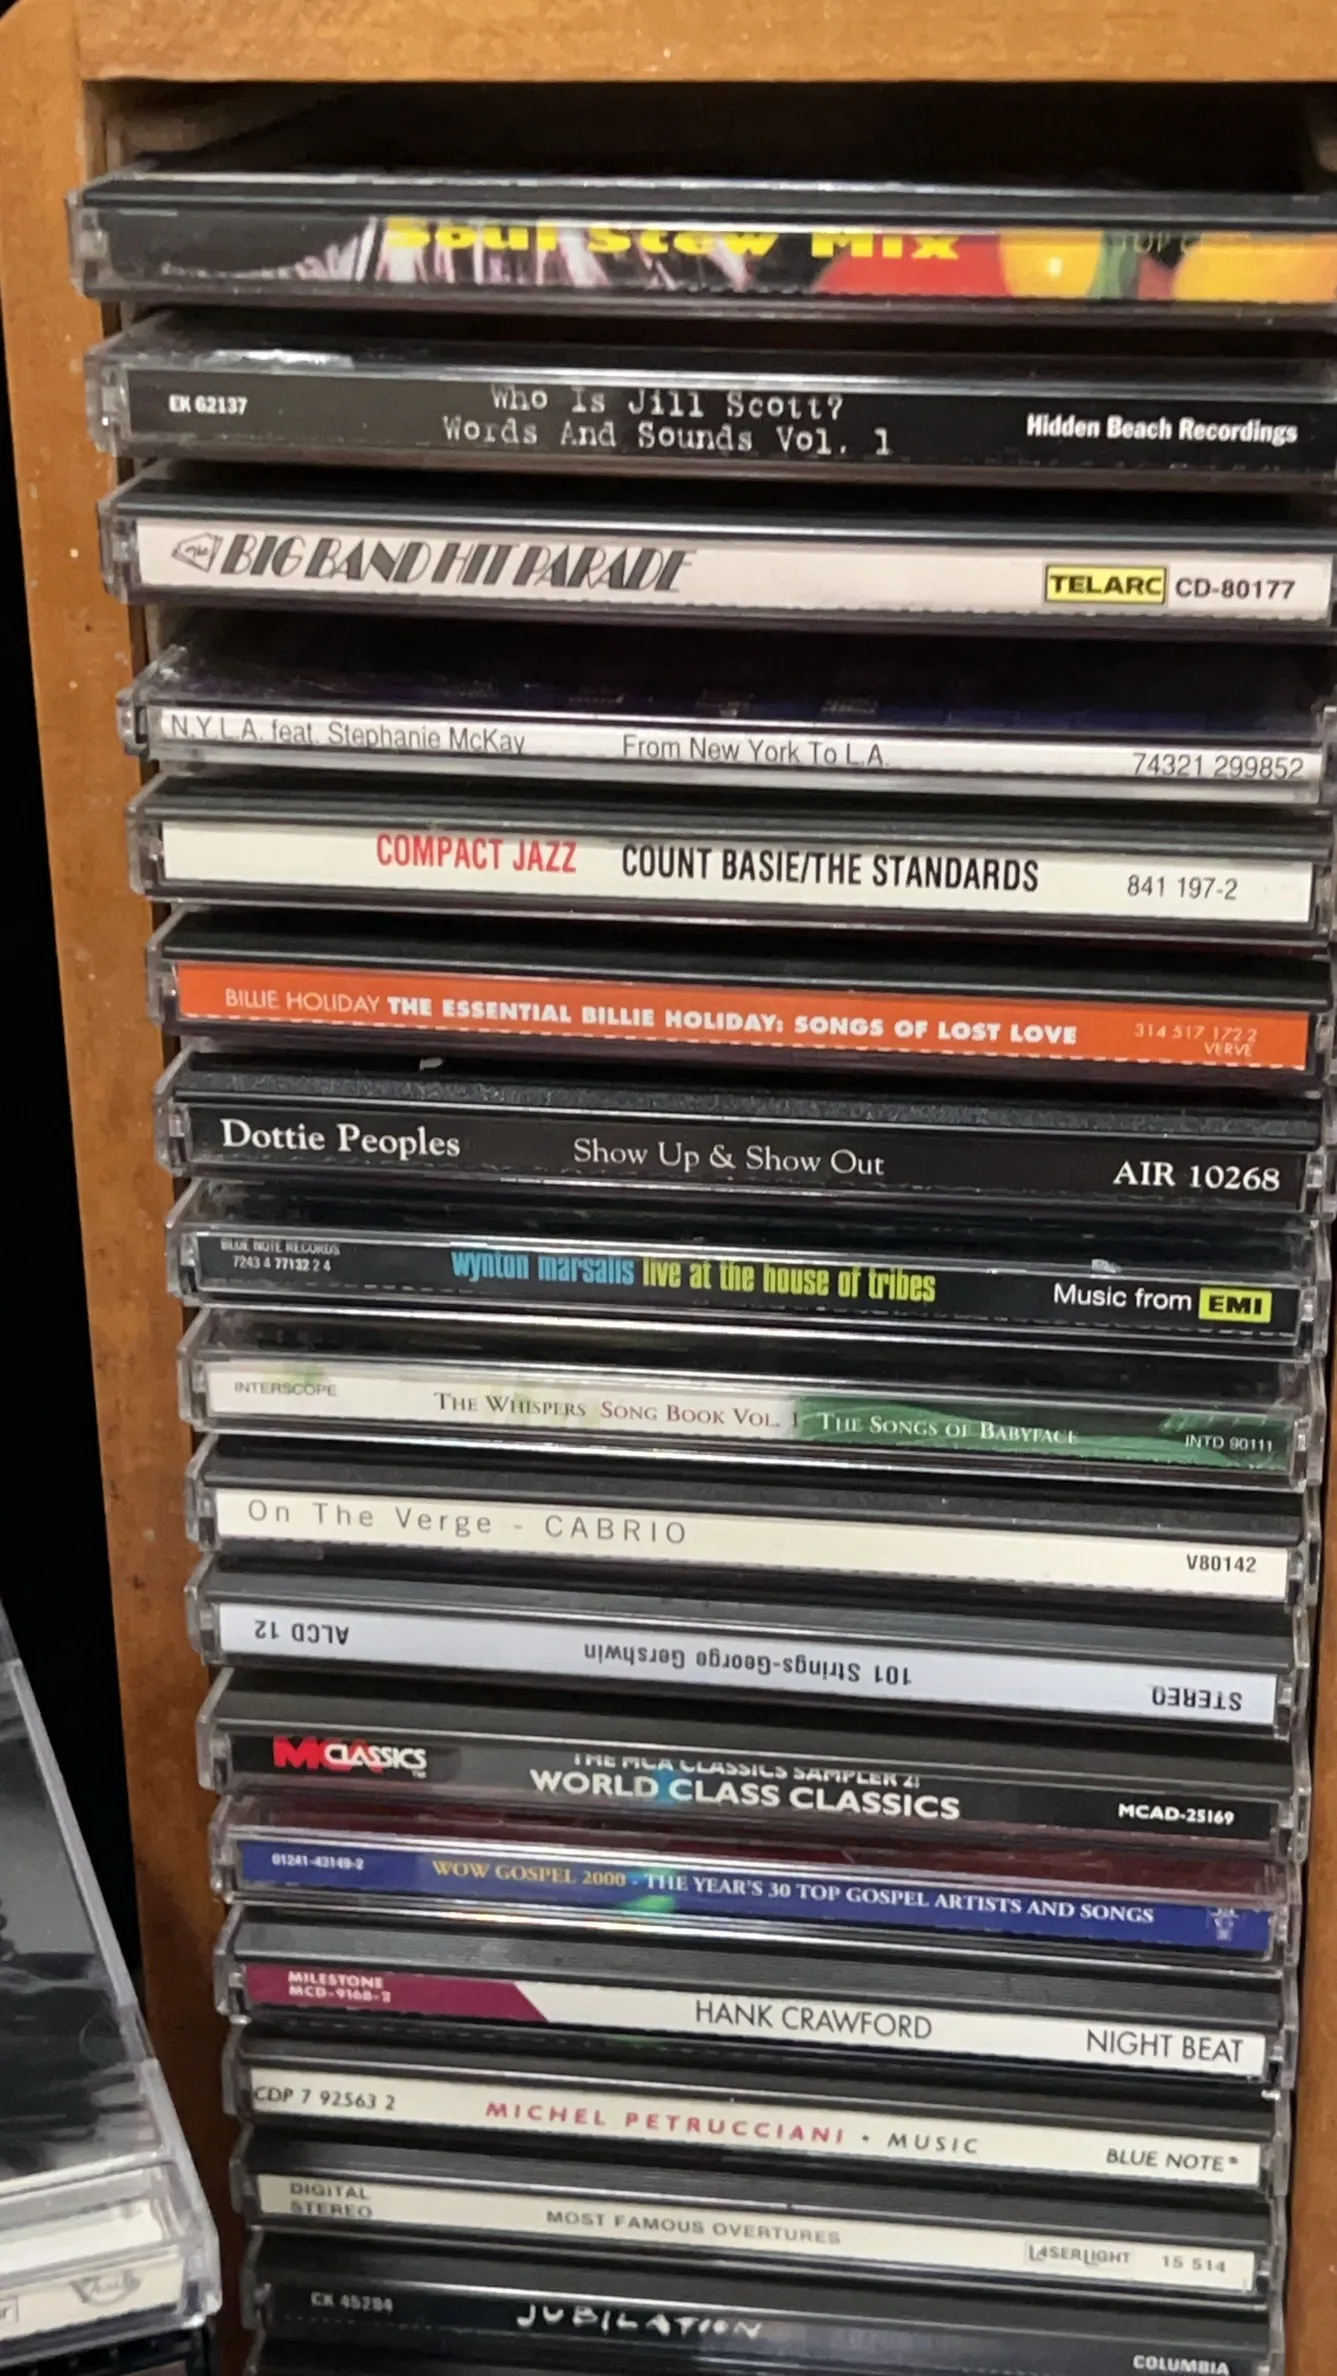 Soul Stew Mix
EK 62137
Who Is Jill Scott?
Words And Sounds Vol. 1
Hidden Beach Recordings
The BIG BAND HIT PARADE
TELARC CD-80177
N.Y.L.A. feat. Stephanie McKay From New York To L.A. 74321 299852
COMPACT JAZZ COUNT BASIE/THE STANDARDS 841 197-2
BILLIE HOLIDAY THE ESSENTIAL BILLIE HOLIDAY: SONGS OF LOST LOVE
314 517 172 2
VERVE
Dottie Peoples Show Up & Show Out AIR 10268
BLUE NOTE RECORDS
7243 4 77132 2 4
wynton marsalis live at the house of tribes
Music from EMI
INTERSCOPE THE WHISPERS SONG BOOK VOL. 1 THE SONGS OF BABYFACE INTD 90111
On The Verge - CABRIO V80142
ALCD 12 101 Strings-George Gershwin STEREO
MCA CLASSICS
THE MCA CLASSICS SAMPLER 2:
WORLD CLASS CLASSICS
MCAD-25169
01241-43149-2 WOW GOSPEL 2000 - THE YEAR'S 30 TOP GOSPEL ARTISTS AND SONGS
MILESTONE
MCD-9168-2
HANK CRAWFORD NIGHT BEAT
CDP 7 92563 2 MICHEL PETRUCCIANI • MUSIC BLUE NOTE®
DIGITAL
STEREO
MOST FAMOUS OVERTURES
LASERLIGHT 15 514
CK 45284 JUBILATION
COLUMBIA